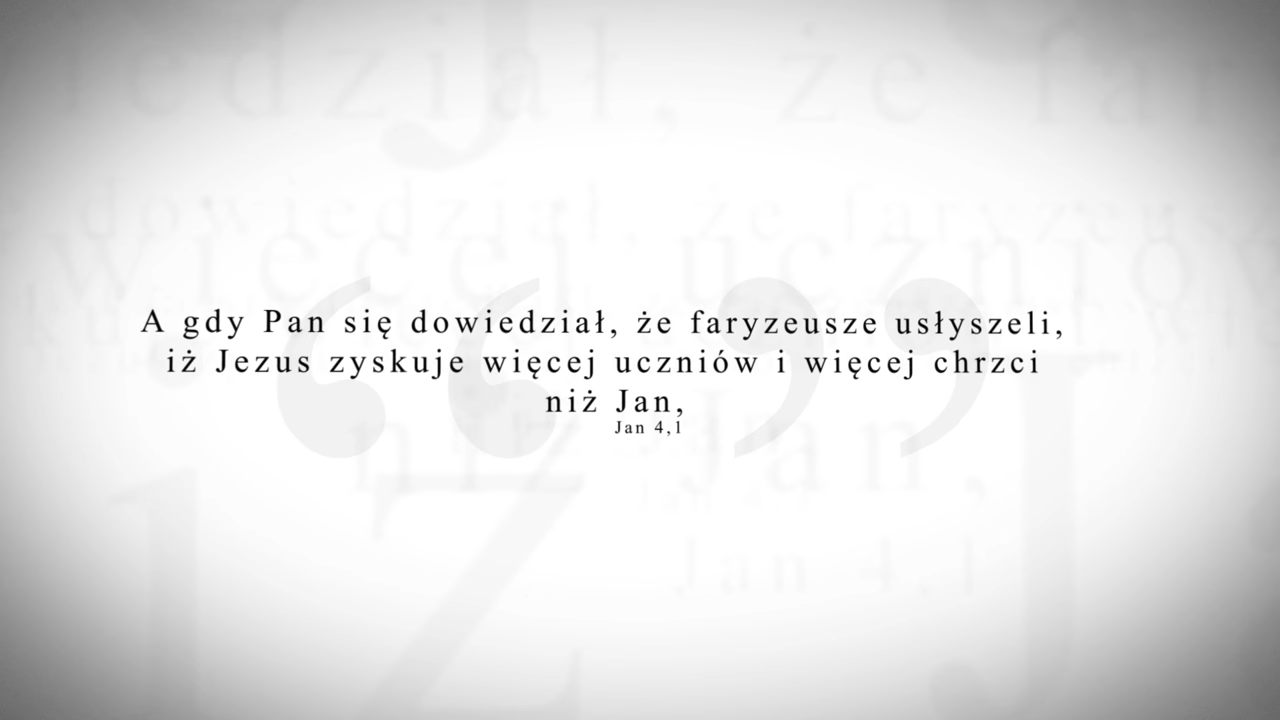 A gdy Pan się dowiedział, że faryzeusze usłyszeli,
iż Jezus zyskuje więcej uczniów i więcej chrzci
niż Jan,
Jan 4,1